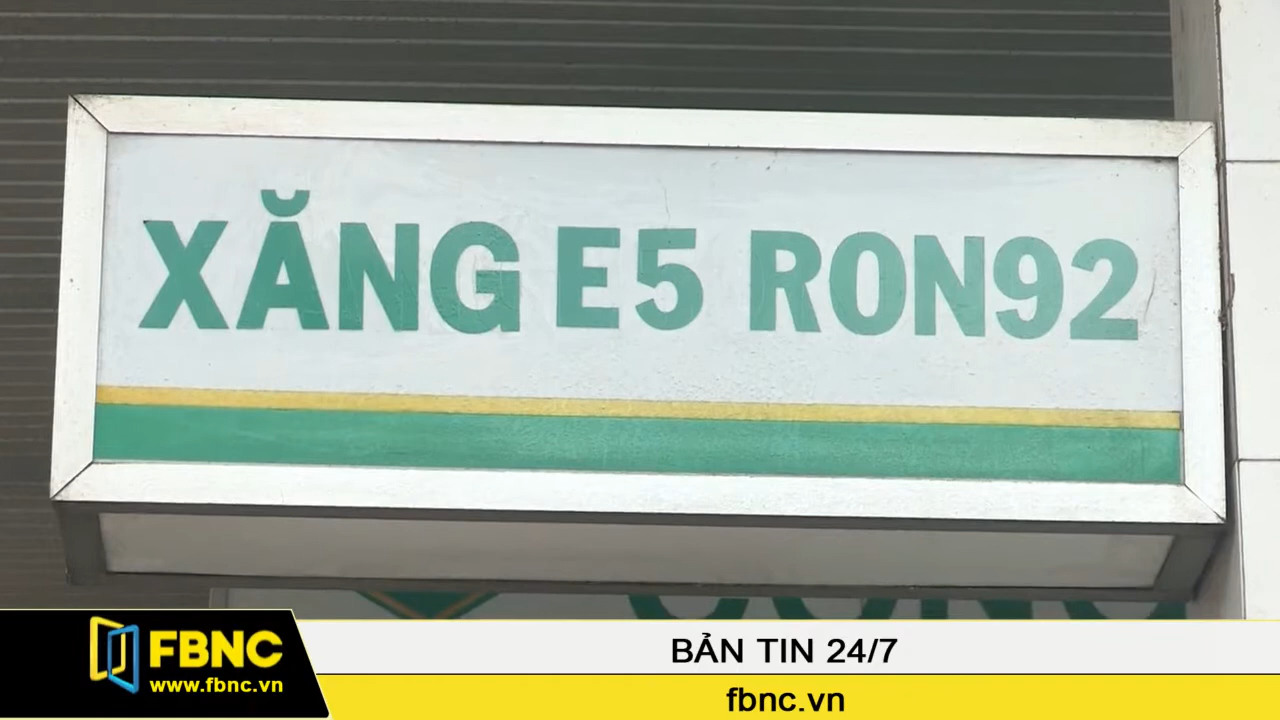 XĂNG E5 RON92
FBNC
www.fbnc.vn
BẢN TIN 24/7
fbnc.vn